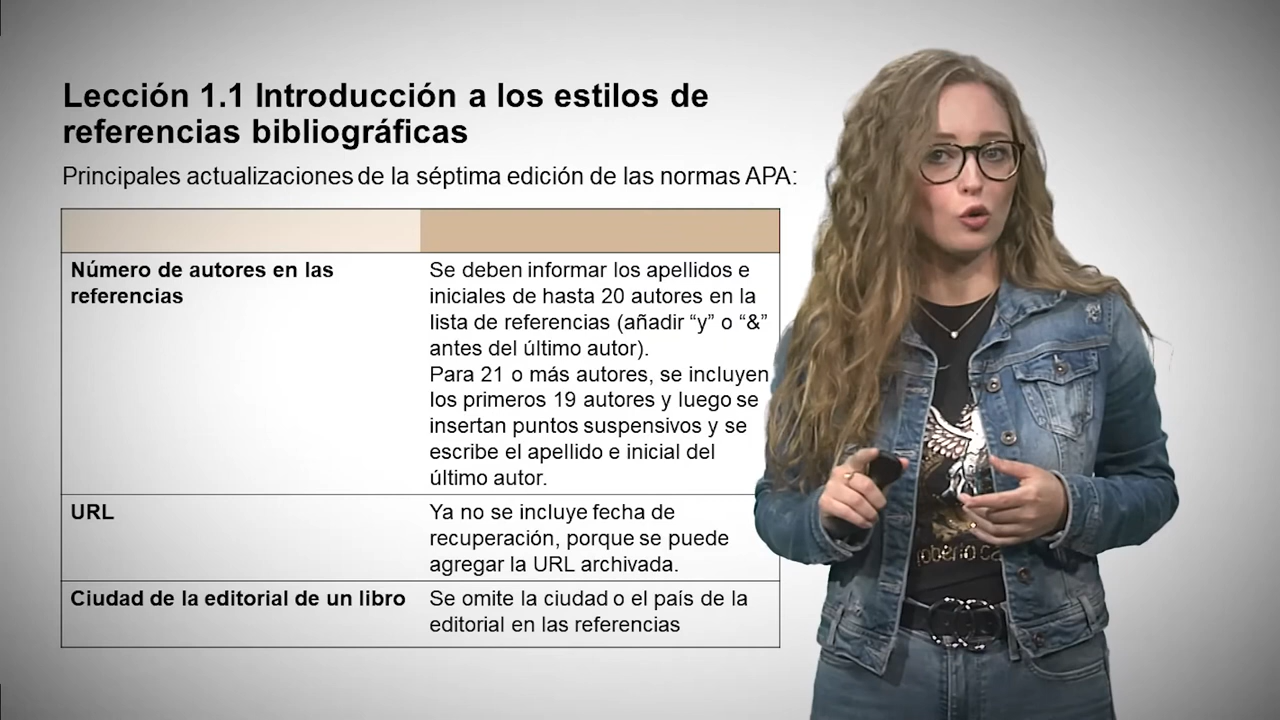 Lección 1.1 Introducción a los estilos de
referencias bibliográficas
Principales actualizaciones de la séptima edición de las normas APA:
Número de autores en las
referencias
Se deben informar los apellidos e
iniciales de hasta 20 autores en la
lista de referencias (añadir “y” o “&”
antes del último autor).
Para 21 o más autores, se incluyen
los primeros 19 autores y luego se
insertan puntos suspensivos y se
escribe el apellido e inicial del
último autor.
URL
Ya no se incluye fecha de
recuperación, porque se puede
agregar la URL archivada.
Ciudad de la editorial de un libro
Se omite la ciudad o el país de la
editorial en las referencias